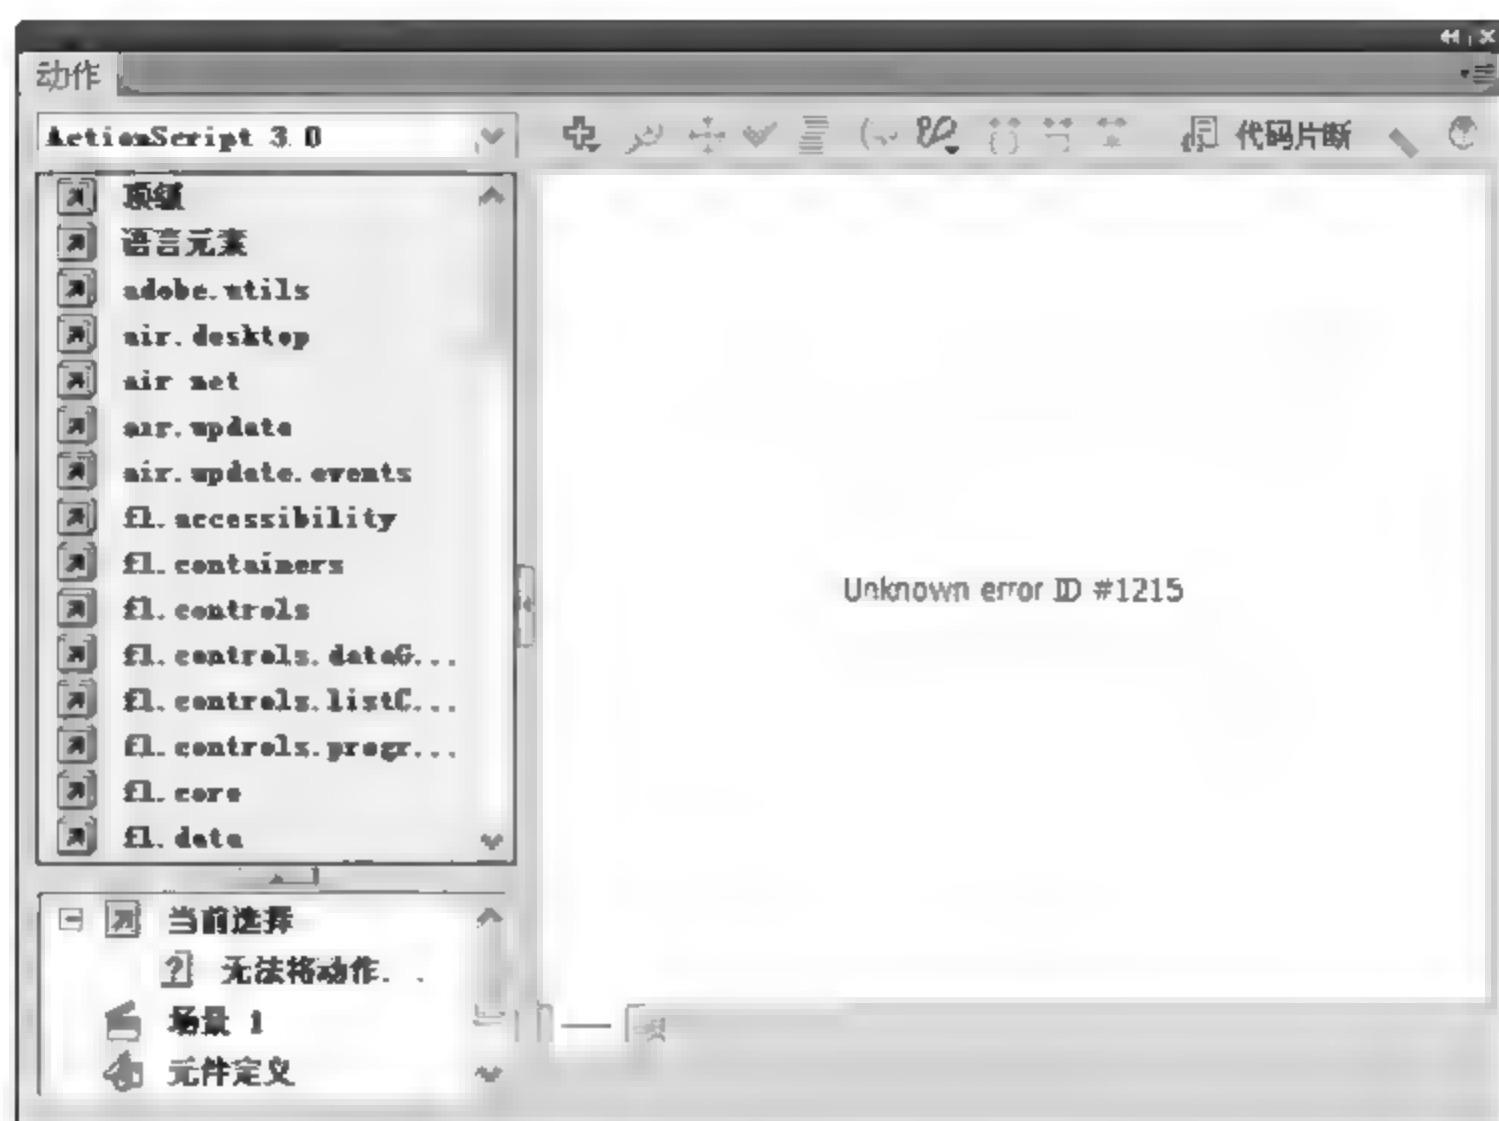 动作
ActionScript 3.0
代码片断
顶级
语言元素
adobe.utils
air.desktop
air.net
air.update
air.update.events
fl.accessibility
fl.containers
fl.controls
fl.controls.dataG...
fl.controls.listC...
fl.controls.progr...
fl.core
fl.data
Unknown error ID #1215
当前选择
无法将动作...
场景 1
元件定义